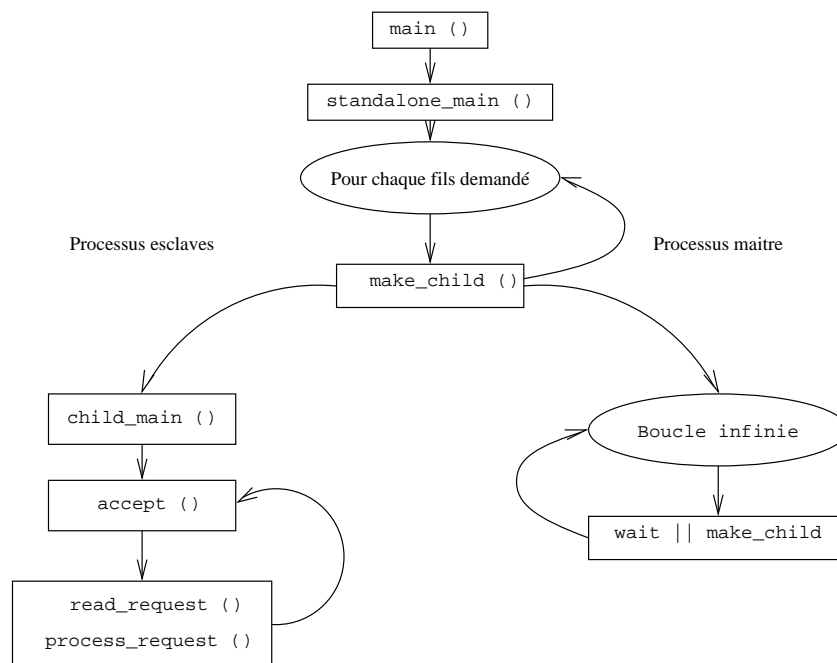 main ()
standalone_main ()
Pour chaque fils demandé
Processus esclaves
Processus maitre
make_child ()
child_main ()
Boucle infinie
accept ()
wait || make_child
read_request ()
process_request ()